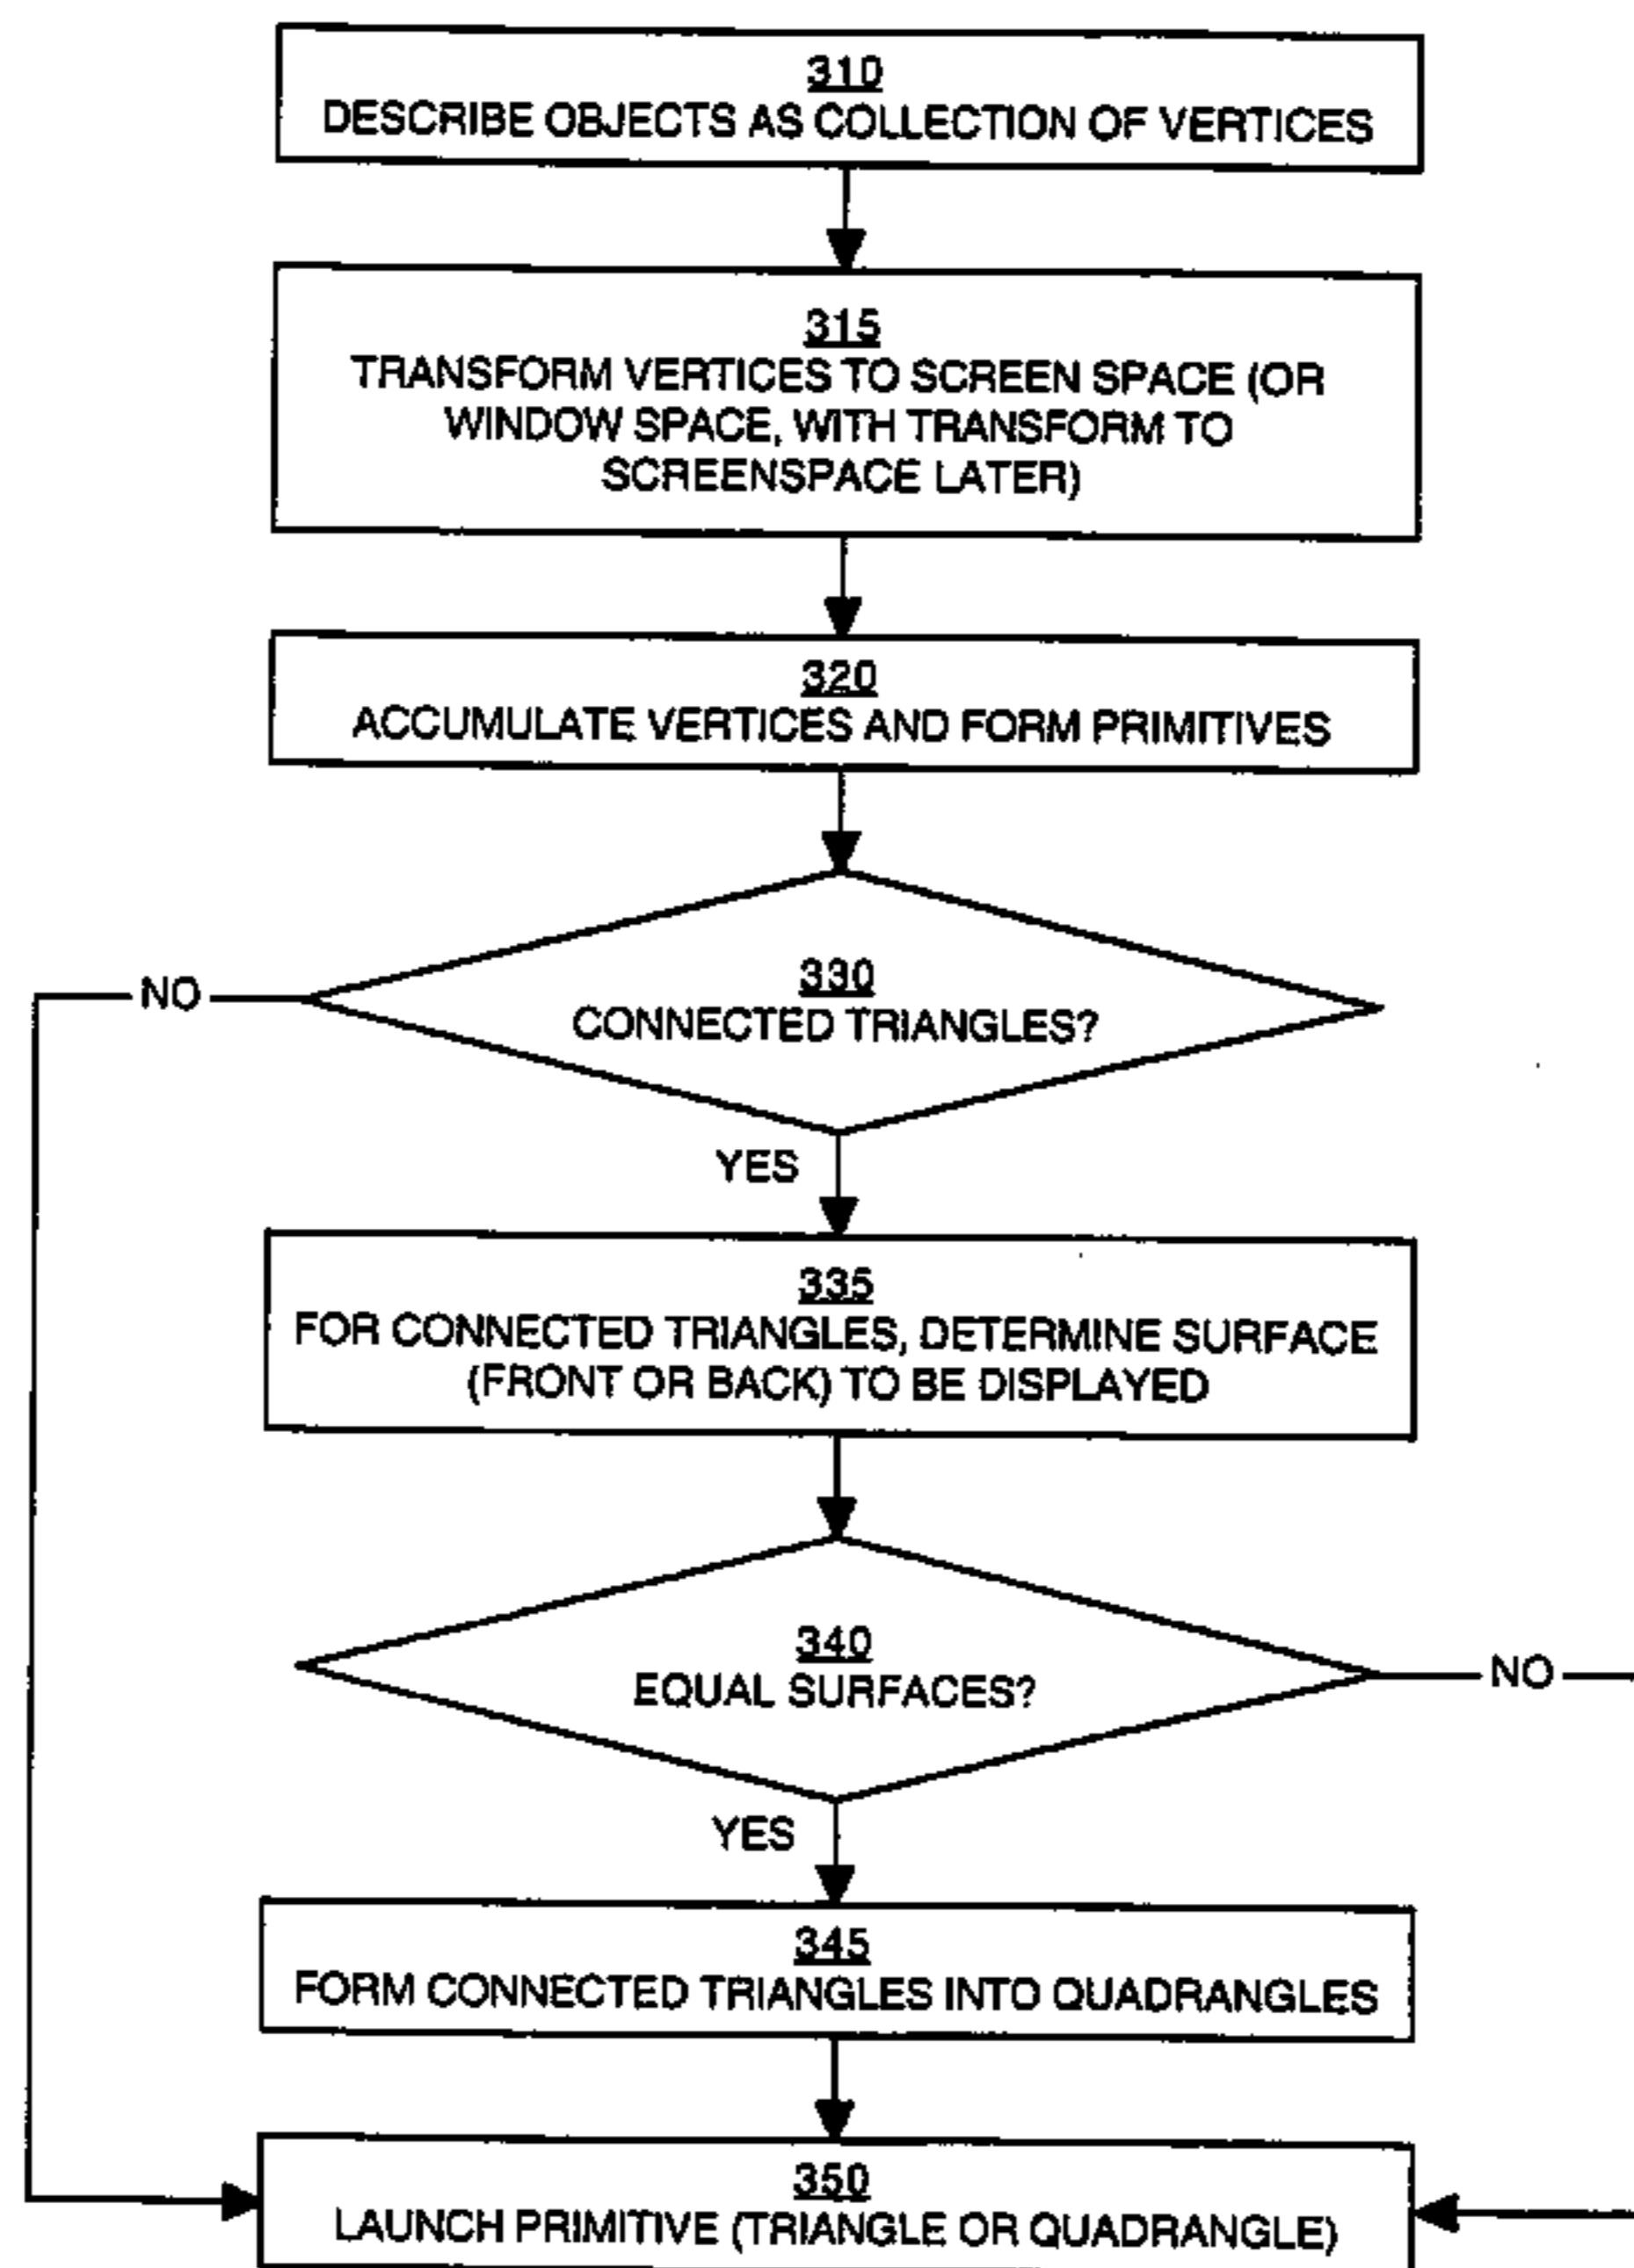 310
DESCRIBE OBJECTS AS COLLECTION OF VERTICES
315
TRANSFORM VERTICES TO SCREEN SPACE (OR
WINDOW SPACE, WITH TRANSFORM TO
SCREENSPACE LATER)
320
ACCUMULATE VERTICES AND FORM PRIMITIVES
NO
330
CONNECTED TRIANGLES?
YES
335
FOR CONNECTED TRIANGLES, DETERMINE SURFACE
(FRONT OR BACK) TO BE DISPLAYED
340
EQUAL SURFACES?
NO
YES
345
FORM CONNECTED TRIANGLES INTO QUADRANGLES
350
LAUNCH PRIMITIVE (TRIANGLE OR QUADRANGLE)